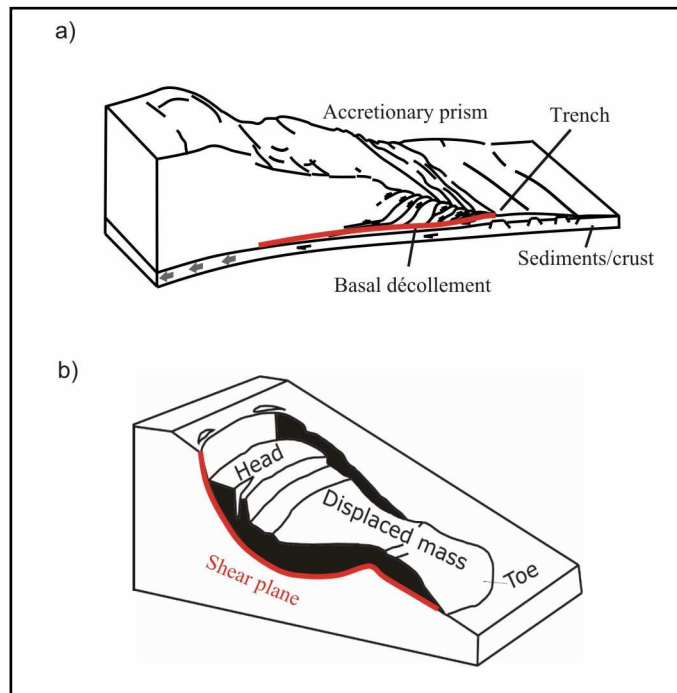 a)
Accretionary prism
Trench
Sediments/crust
Basal décollement
b)
Head
Displaced mass
Toe
Shear plane